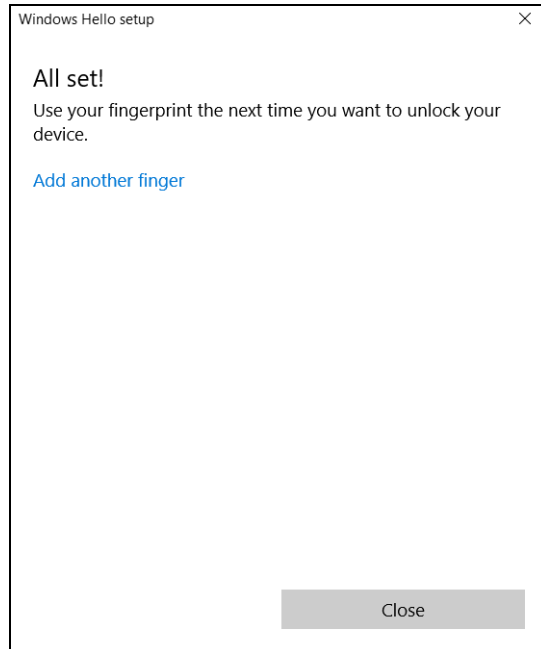 Windows Hello setup
All set!
Use your fingerprint the next time you want to unlock your
device.
Add another finger
Close